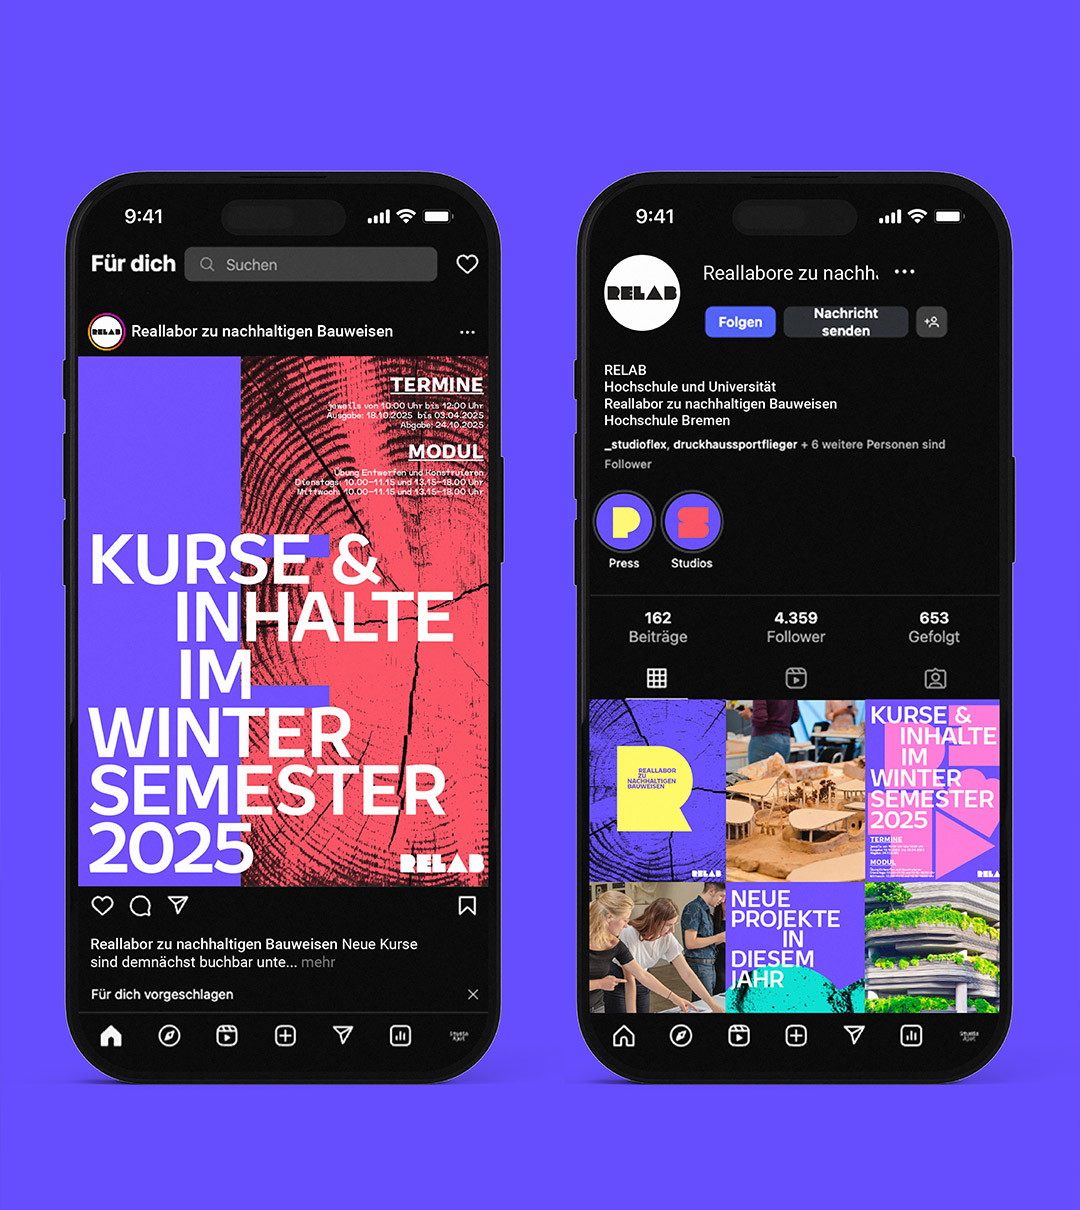 9:41
Für dich
Suchen
RELAB
Reallabor zu nachhaltigen Bauweisen
TERMINE
jeweils von 10:00 Uhr bis 12:00 Uhr
Ausgabe: 18.10.2025 bis 03.04.2025
Abgabe: 24.10.2025
MODUL
Übung Entwerfen und Konstruieren
Dienstags: 10.00–11.15 und 13.15–18.00 Uhr
Mittwoch: 10.00–11.15 und 13.15–18.00 Uhr
KURSE &
INHALTE
IM
WINTER
SEMESTER
2025
RELAB
Reallabor zu nachhaltigen Bauweisen Neue Kurse
sind demnächst buchbar unte... mehr
Für dich vorgeschlagen
9:41
RELAB
Reallabore zu nachh
Folgen
Nachricht
senden
RELAB
Hochschule und Universität
Reallabor zu nachhaltigen Bauweisen
Hochschule Bremen
_studioflex, druckhaussportflieger + 6 weitere Personen sind
Follower
P
S
Press
Studios
162
Beiträge
4.359
Follower
653
Gefolgt
R
REALLABOR
ZU
NACHHALTIGEN
BAUWEISEN
RELAB
KURSE &
INHALTE
IM
WINTER
SEMESTER
2025
TERMINE
MODUL
RELA
NEUE
PROJEKTE
IN
DIESEM
JAHR